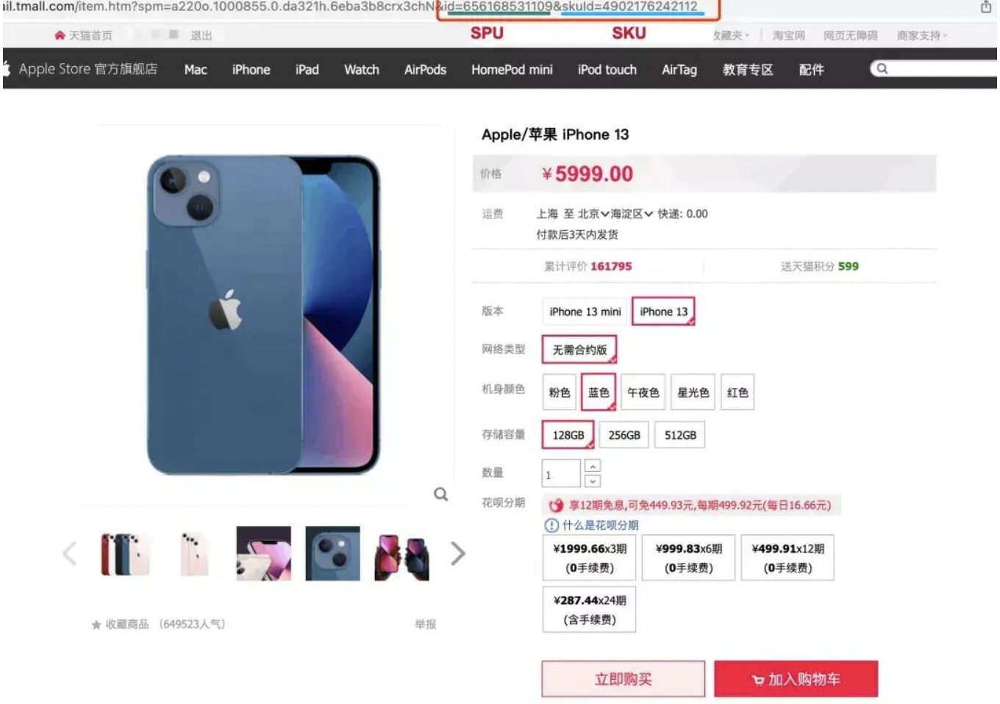 il.tmall.com/item.htm?spm=a220o.1000855.0.da321h.6eba3b8crx3chN&id=656168531109&skuId=4902176242112
天猫首页 退出 SPU SKU 收藏夹 淘宝网 网页无障碍 商家支持
Apple Store 官方旗舰店 Mac iPhone iPad Watch AirPods HomePod mini iPod touch AirTag 教育专区 配件
Apple/苹果 iPhone 13
价格 ¥5999.00
运费 上海 至 北京 海淀区 快递: 0.00
付款后3天内发货
累计评价 161795 送天猫积分 599
版本 iPhone 13 mini iPhone 13
网络类型 无需合约版
机身颜色 粉色 蓝色 午夜色 星光色 红色
存储容量 128GB 256GB 512GB
数量 1
花呗分期 享12期免息,可免449.93元,每期499.92元(每日16.66元)
什么是花呗分期
¥1999.66x3期 ¥999.83x6期 ¥499.91x12期
(0手续费) (0手续费) (0手续费)
¥287.44x24期
(含手续费)
收藏商品 (649523人气) 举报
立即购买 加入购物车